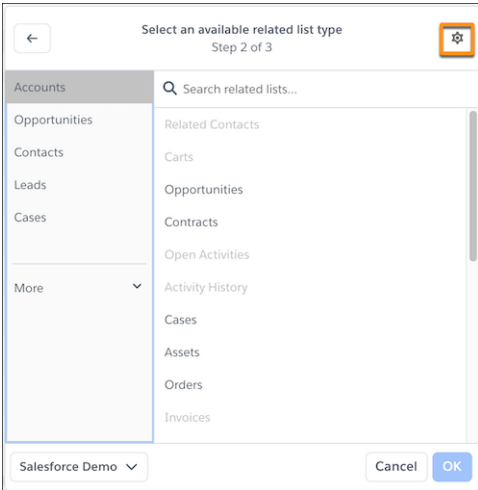 Select an available related list type
Step 2 of 3
Accounts
Opportunities
Contacts
Leads
Cases
More
Search related lists...
Related Contacts
Carts
Opportunities
Contracts
Open Activities
Activity History
Cases
Assets
Orders
Invoices
Salesforce Demo
Cancel
OK